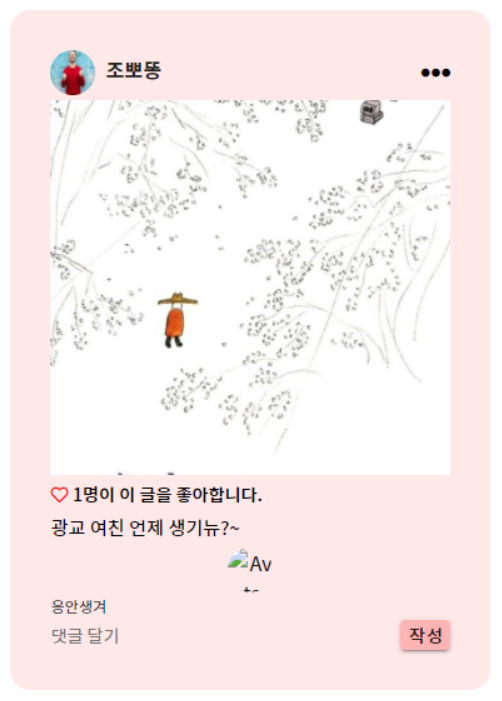 조뽀똥
1명이 이 글을 좋아합니다.
광교 여친 언제 생기뉴?~
Av
응안생겨
댓글 달기
작성